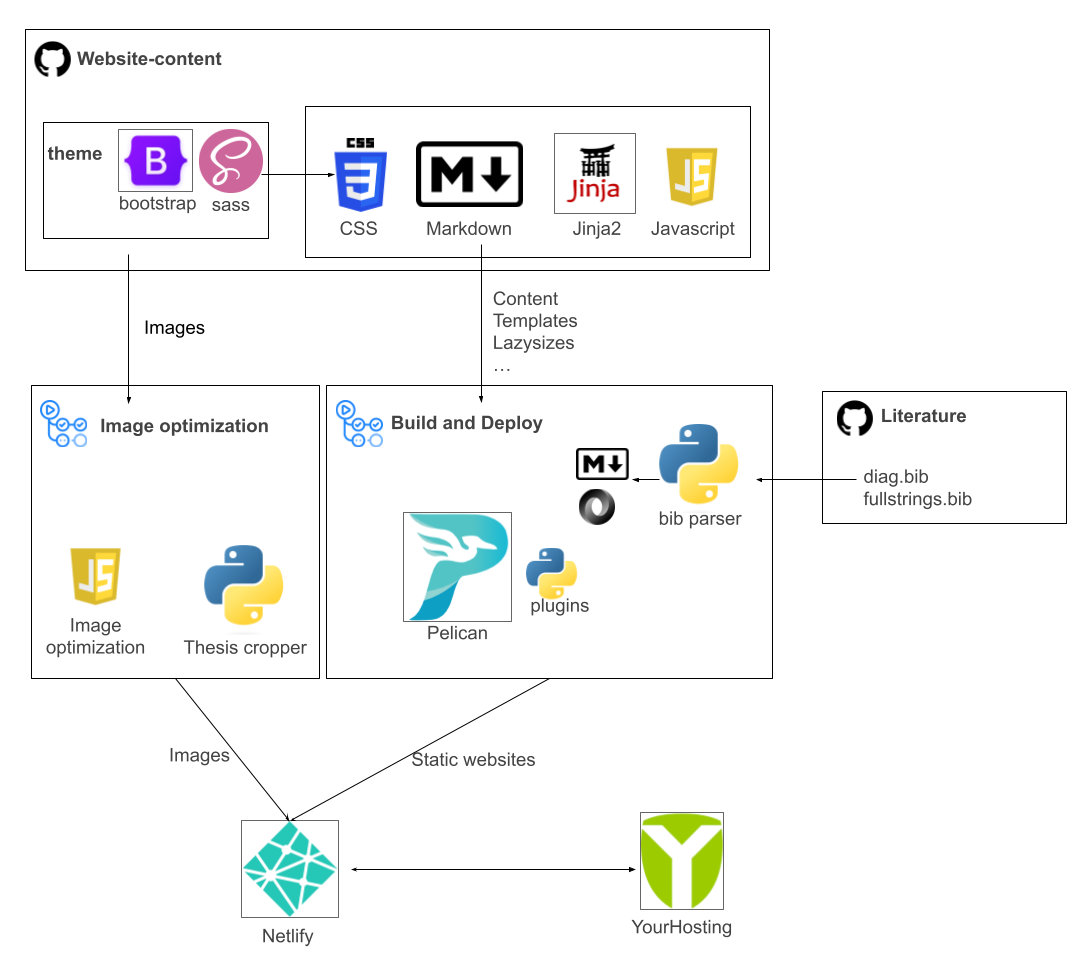 Website-content
theme
B
bootstrap
sass
CSS
CSS
M
Markdown
Jinja
Jinja2
JS
Javascript
Images
Content
Templates
Lazysizes
…
Image optimization
Build and Deploy
Literature
diag.bib
fullstrings.bib
M
bib parser
JS
Image
optimization
Thesis cropper
Pelican
plugins
Images
Static websites
Netlify
Y
YourHosting